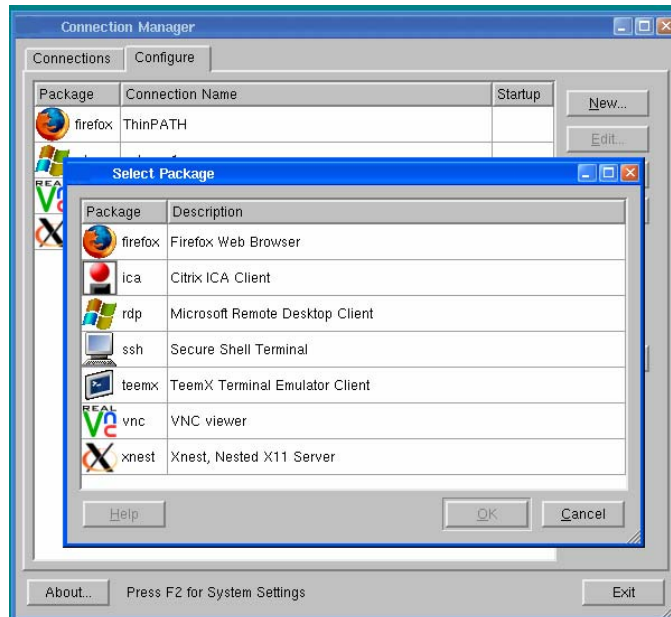 Connection Manager
Connections Configure
Package Connection Name Startup
firefox ThinPATH
New...
Edit...
Select Package
Package Description
firefox Firefox Web Browser
ica Citrix ICA Client
rdp Microsoft Remote Desktop Client
ssh Secure Shell Terminal
teemx TeemX Terminal Emulator Client
REAL
VNC vnc VNC viewer
xnest Xnest, Nested X11 Server
Help OK Cancel
About... Press F2 for System Settings Exit